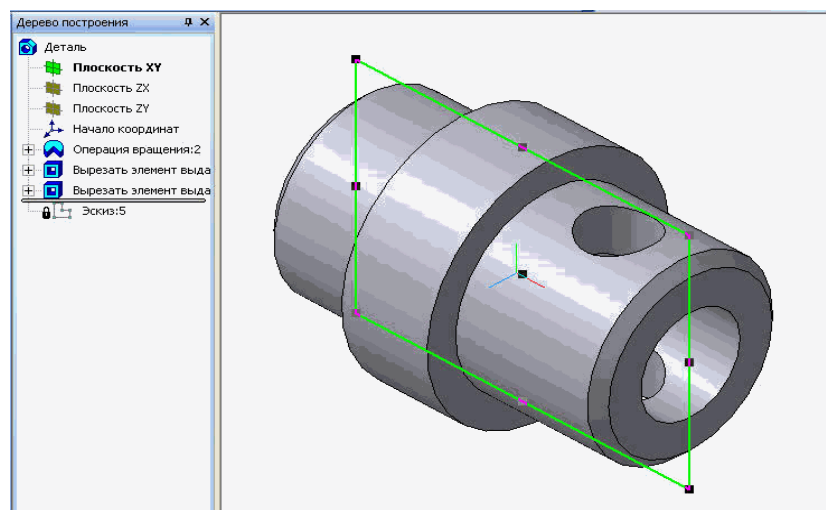 Дерево построения
Деталь
Плоскость XY
Плоскость ZX
Плоскость ZY
Начало координат
Операция вращения:2
Вырезать элемент выда
Вырезать элемент выда
Эскиз:5